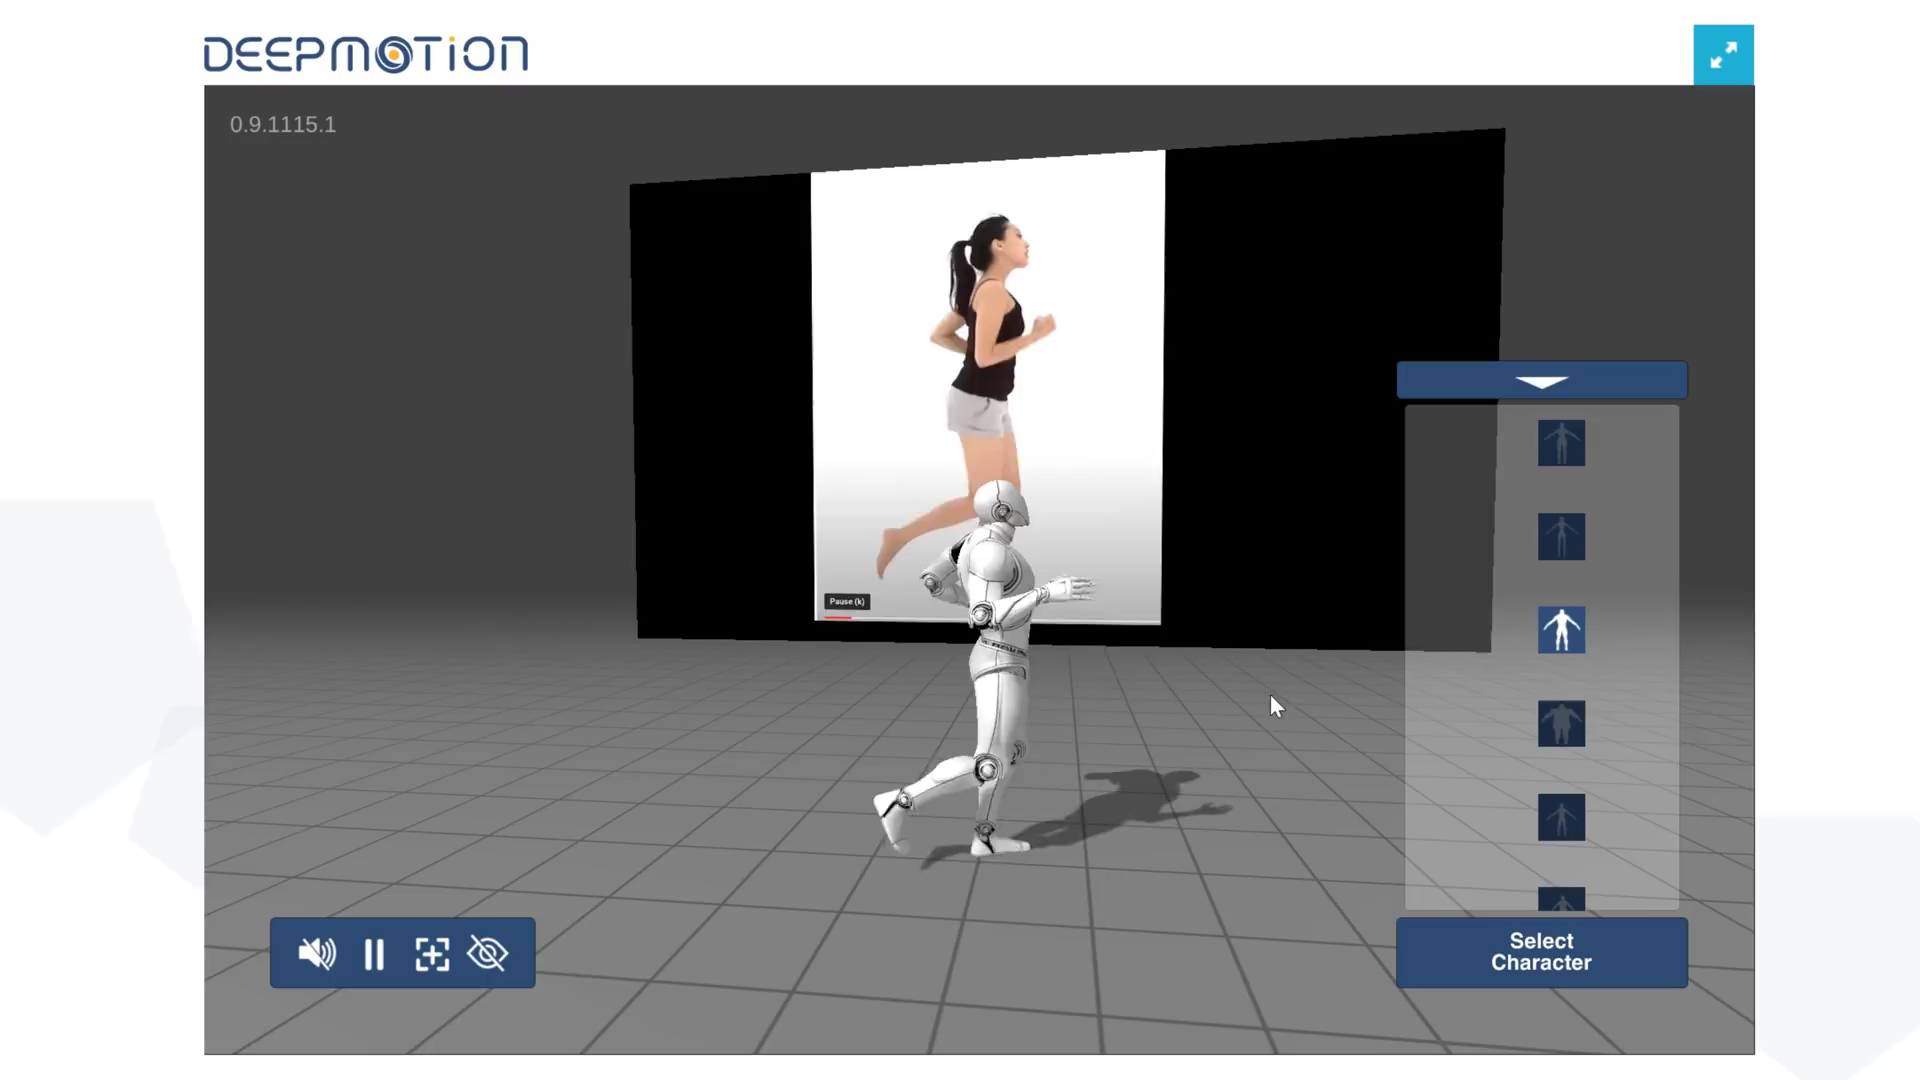 DEEPMOTION
0.9.1115.1
Pause (k)
Select
Character